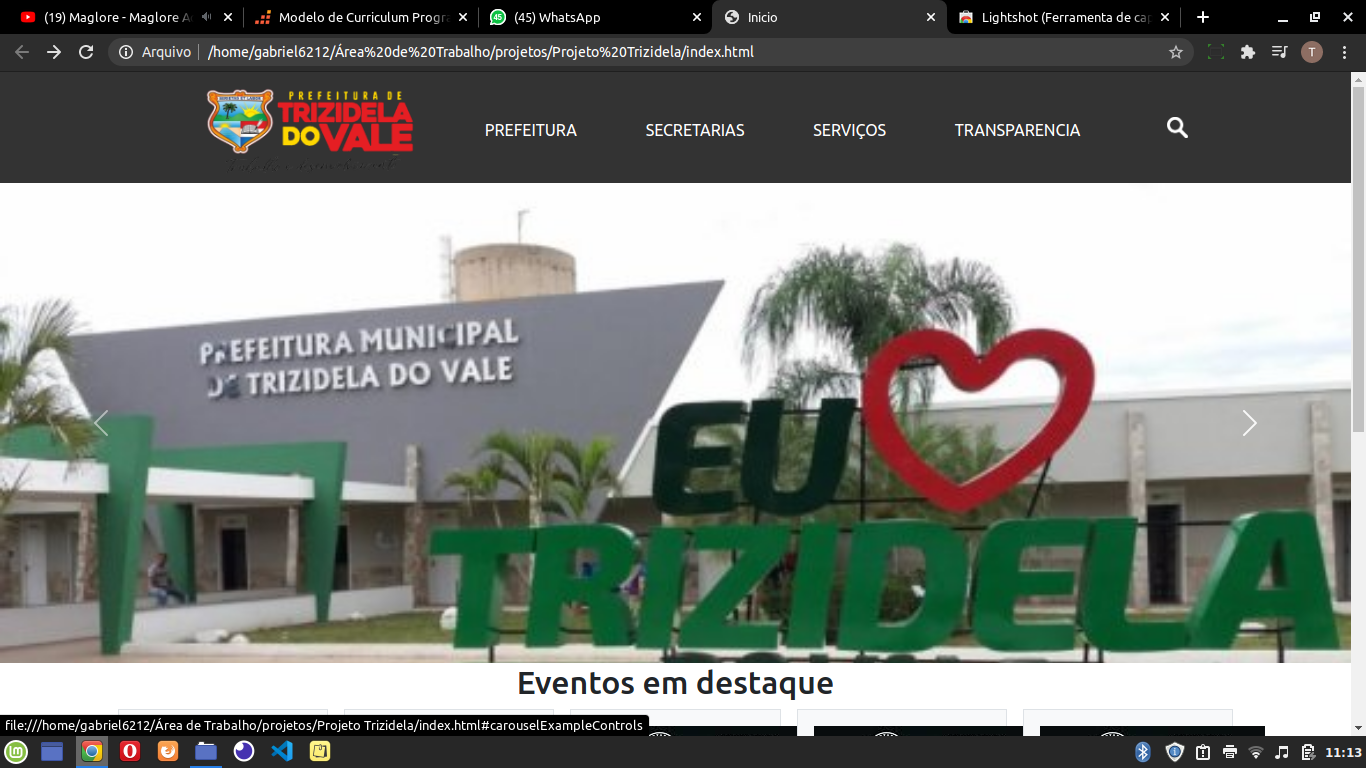 (19) Maglore - Maglore A
Modelo de Curriculum Progra
45
(45) WhatsApp
Inicio
Lightshot (Ferramenta de cap
Arquivo
/home/gabriel6212/Área%20de%20Trabalho/projetos/Projeto%20Trizidela/index.html
T
PREFEITURA DE
TRIZIDELA
DO VALE
PREFEITURA
SECRETARIAS
SERVIÇOS
TRANSPARENCIA
PREFEITURA MUNICIPAL
DE TRIZIDELA DO VALE
EU
TRIZIDELA
Eventos em destaque
file:///home/gabriel6212/Área de Trabalho/projetos/Projeto Trizidela/index.html#carouselExampleControls
11:13